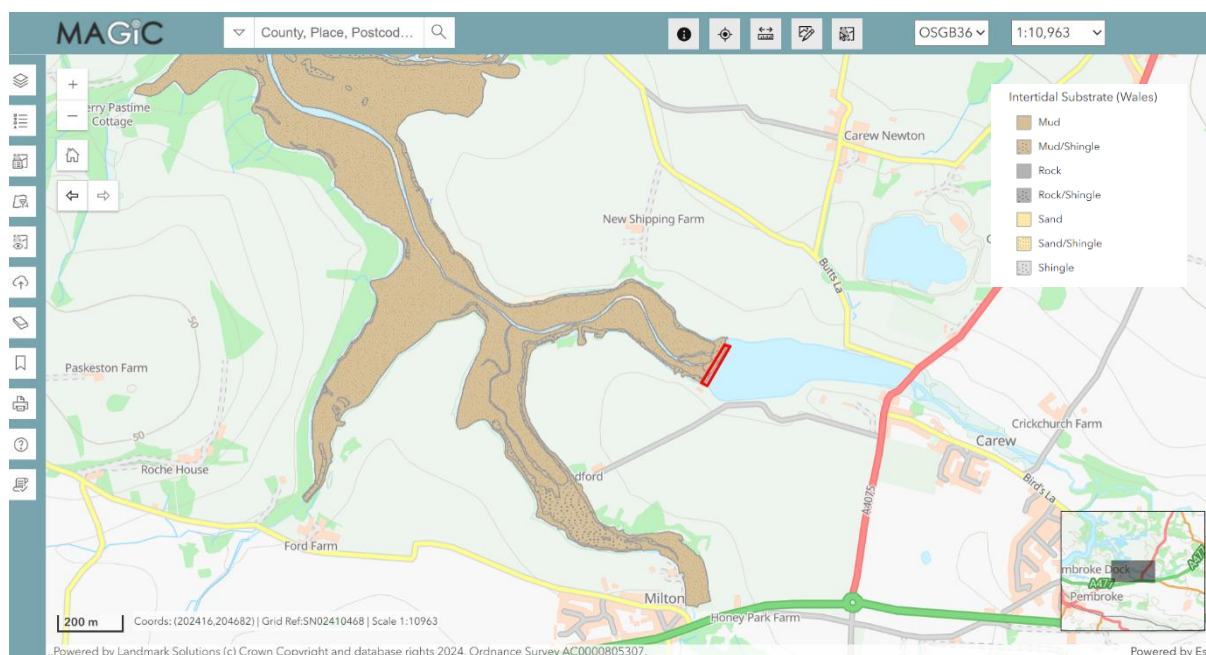 MAGiC
County, Place, Postcod...
OSGB36
1:10,963
erry Pastime
Cottage
Intertidal Substrate (Wales)
Mud
Mud/Shingle
Rock
Rock/Shingle
Sand
Sand/Shingle
Shingle
Carew Newton
New Shipping Farm
Butts La
50
Paskeston Farm
50
Roche House
Crickchurch Farm
Carew
Bird's La
dford
A4075
Ford Farm
Milton
Honey Park Farm
mbroke Dock
A477
A477
Pembroke
200 m
Coords: (202416,204682) | Grid Ref:SN02410468 | Scale 1:10963
Powered by Landmark Solutions (c) Crown Copyright and database rights 2024. Ordnance Survey AC0000805307.
Powered by Es